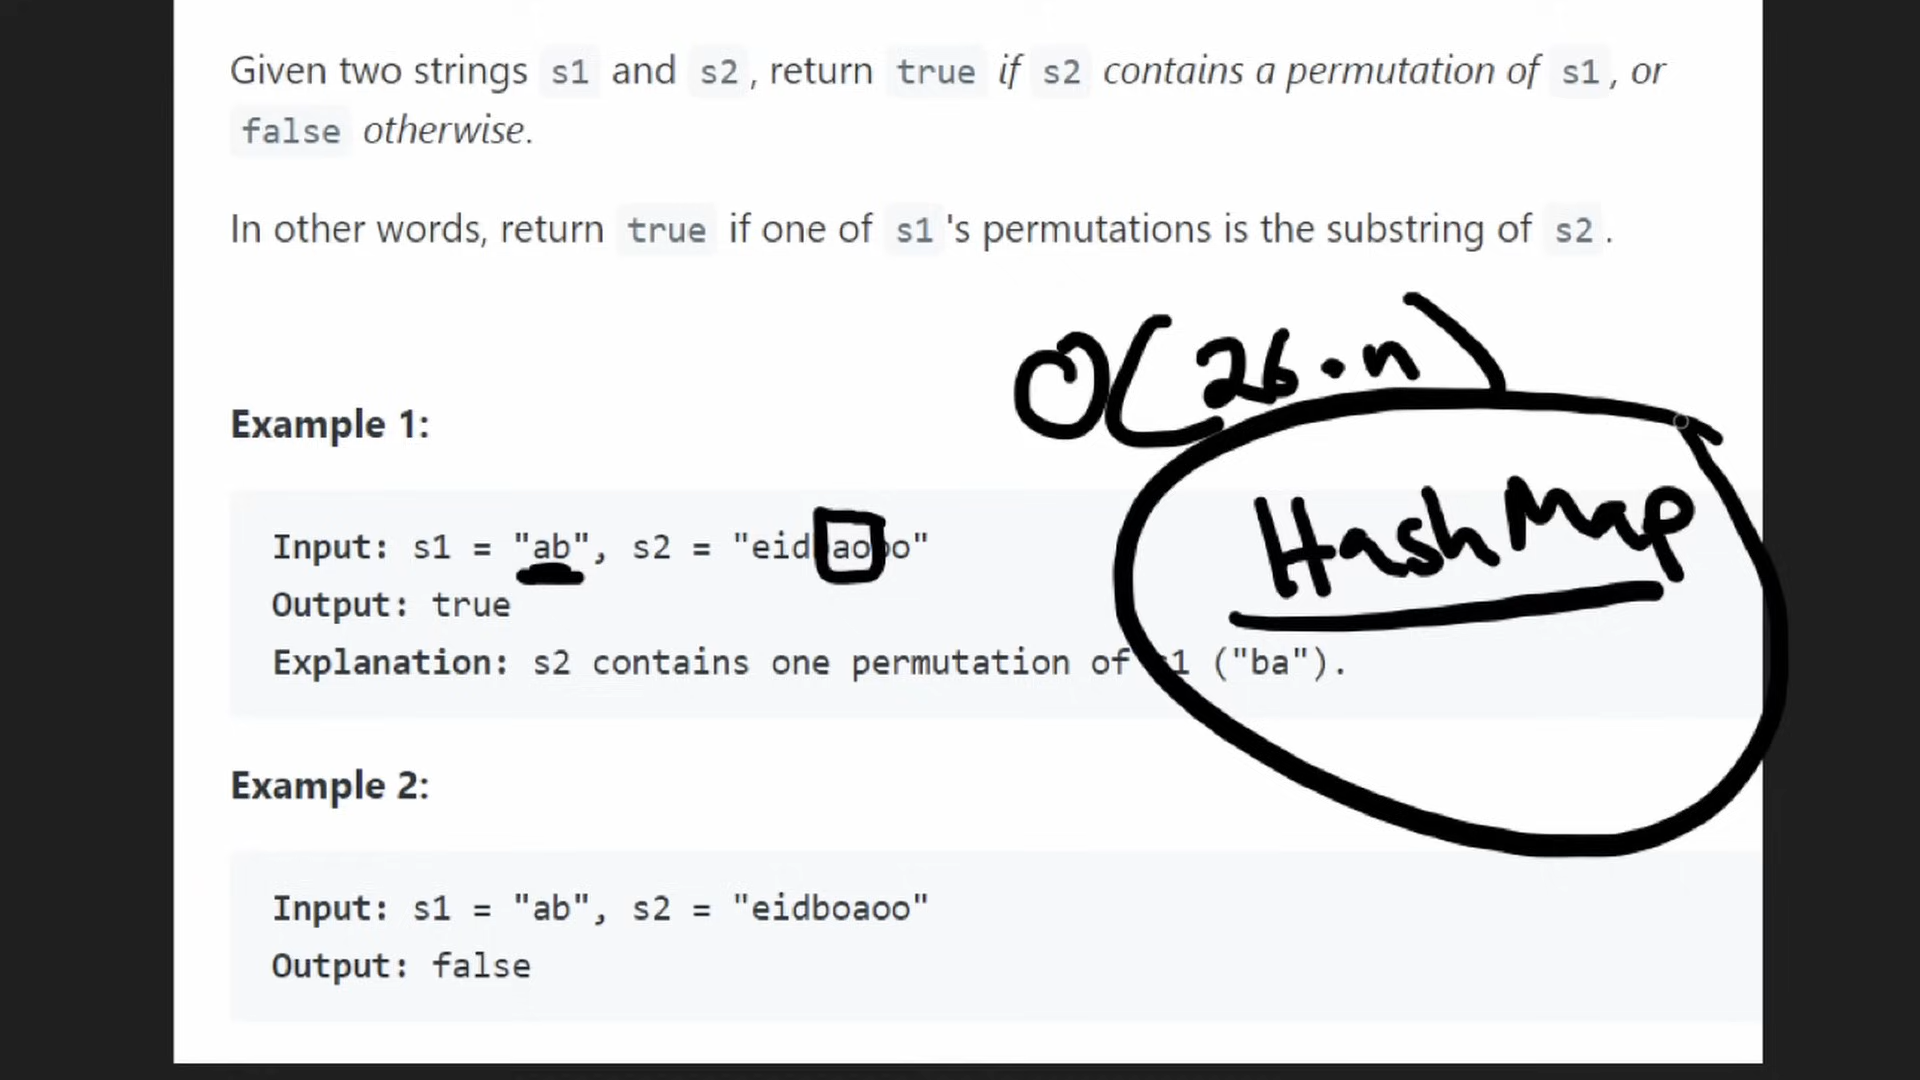 Given two strings s1 and s2, return true if s2 contains a permutation of s1, or
false otherwise.
In other words, return true if one of s1's permutations is the substring of s2.
O(26·n)
Example 1:
HashMap
Input: s1 = "ab", s2 = "eidbaooo"
Output: true
Explanation: s2 contains one permutation of s1 ("ba").
Example 2:
Input: s1 = "ab", s2 = "eidboaoo"
Output: false